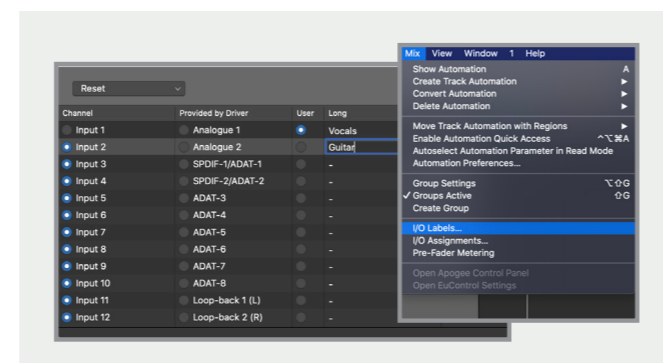 Reset
Channel Provided by Driver User Long
Input 1 Analogue 1 Vocals
Input 2 Analogue 2 Guitar
Input 3 SPDIF-1/ADAT-1 -
Input 4 SPDIF-2/ADAT-2 -
Input 5 ADAT-3 -
Input 6 ADAT-4 -
Input 7 ADAT-5 -
Input 8 ADAT-6 -
Input 9 ADAT-7 -
Input 10 ADAT-8 -
Input 11 Loop-back 1 (L) -
Input 12 Loop-back 2 (R) -
Mix View Window 1 Help
Show Automation A
Create Track Automation ▶
Convert Automation ▶
Delete Automation ▶
Move Track Automation with Regions ▶
Enable Automation Quick Access ^⌥⌘A
Autoselect Automation Parameter in Read Mode
Automation Preferences...
Group Settings ⌥⇧G
✓ Groups Active ⇧G
Create Group
I/O Labels...
I/O Assignments...
Pre-Fader Metering
Open Apogee Control Panel
Open EuControl Settings